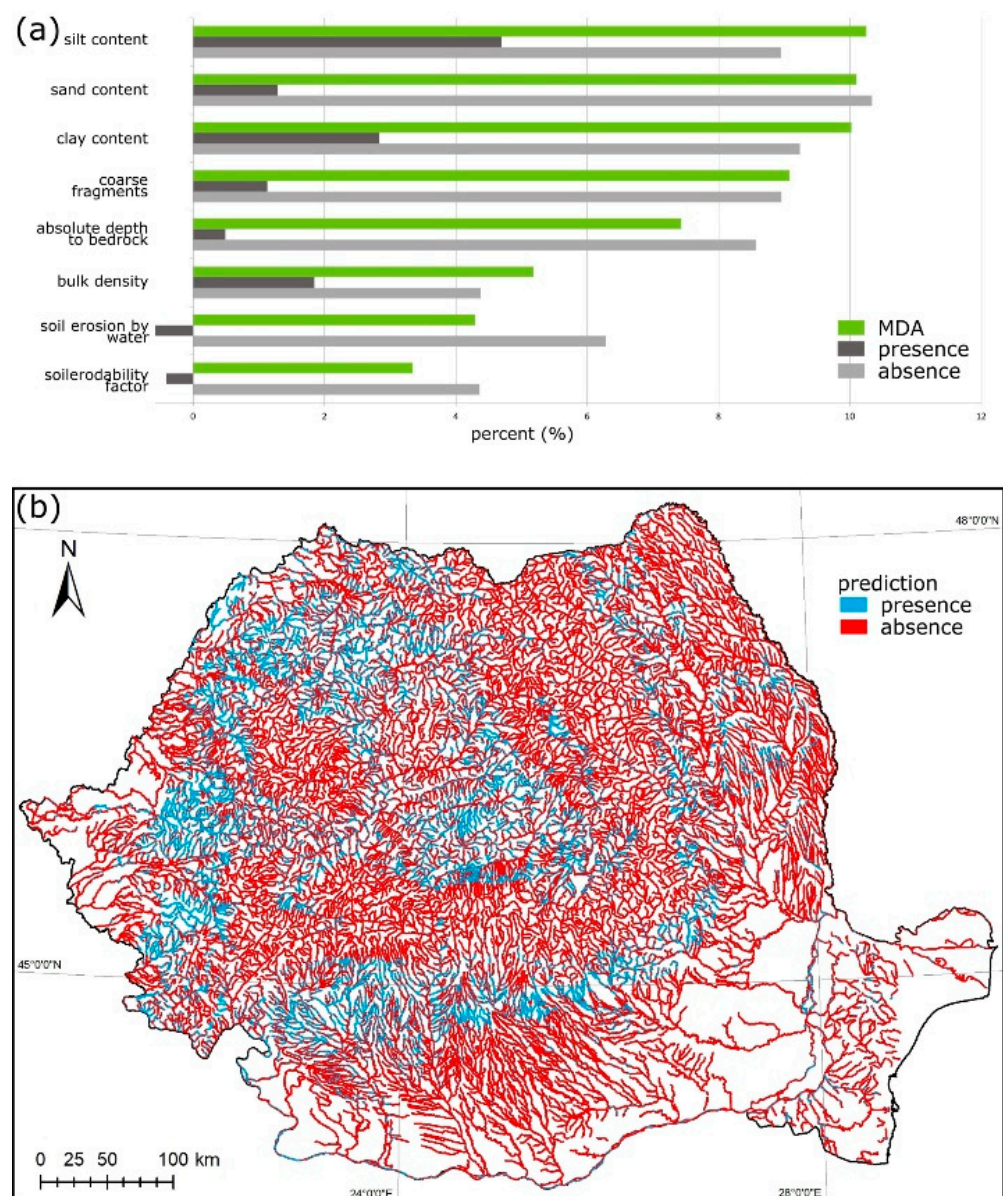 (a)
silt content
sand content
clay content
coarse
fragments
absolute depth
to bedrock
bulk density
soil erosion by
water
soilerodability
factor
MDA
presence
absence
0 2 4 6 8 10 12
percent (%)
(b)
48°0'0"N
N
prediction
presence
absence
45°0'0"N
0 25 50 100 km
24°0'0"E
28°0'0"E